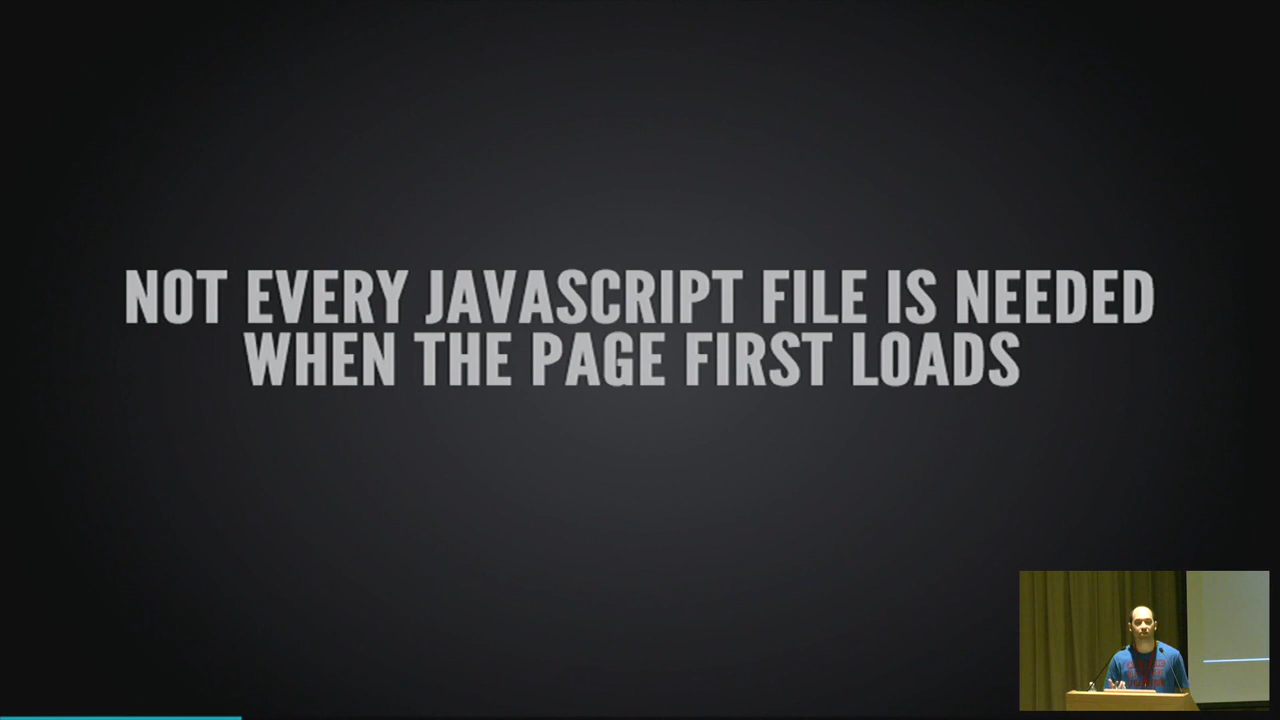 NOT EVERY JAVASCRIPT FILE IS NEEDED
WHEN THE PAGE FIRST LOADS